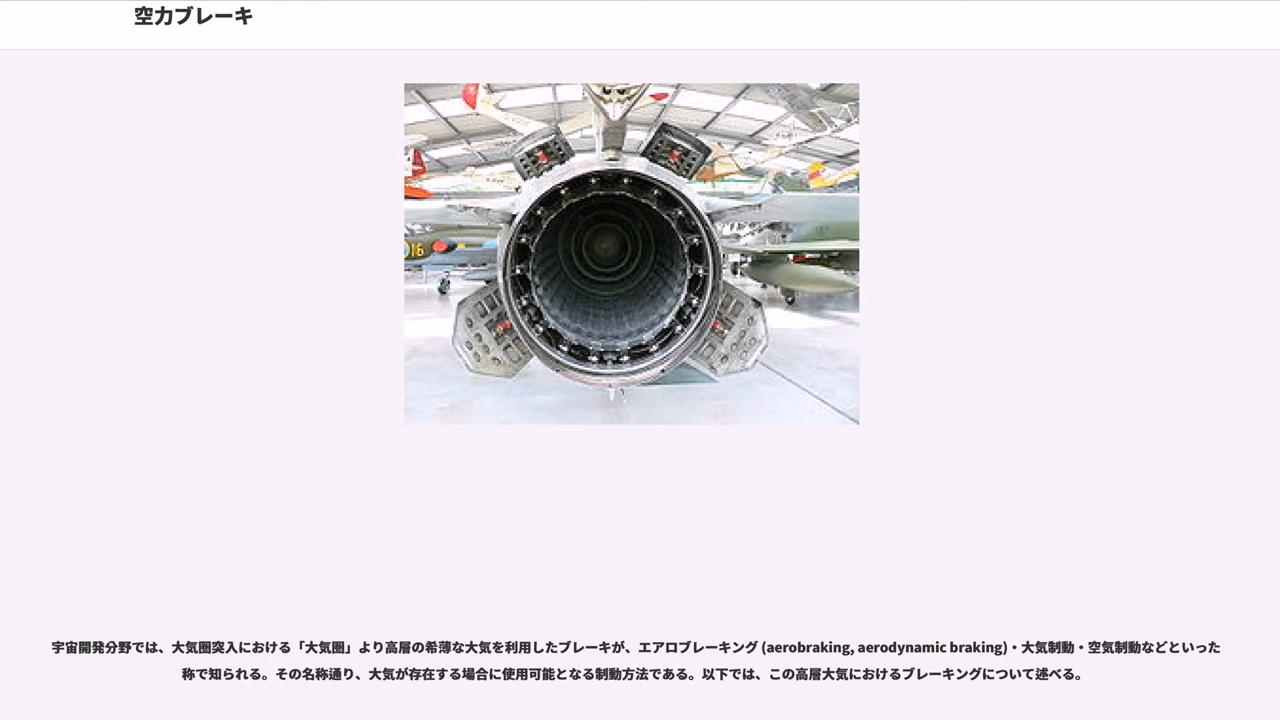 空力ブレーキ
16
宇宙開発分野では、大気圏突入における「大気圏」より高層の希薄な大気を利用したブレーキが、エアロブレーキング (aerobraking, aerodynamic braking)・大気制動・空気制動などといった
称で知られる。その名称通り、大気が存在する場合に使用可能となる制動方法である。以下では、この高層大気におけるブレーキングについて述べる。